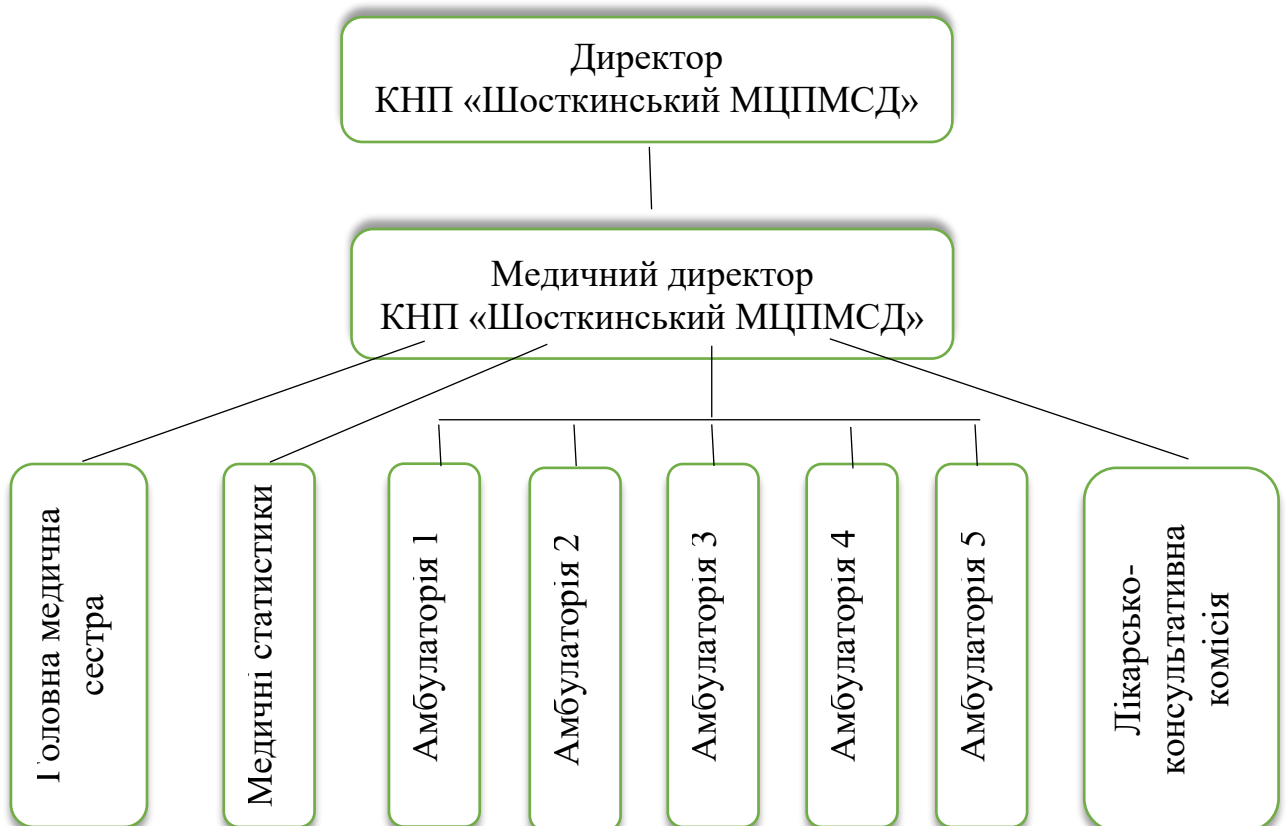 Директор
КНП «Шосткинський МЦПМСД»
Медичний директор
КНП «Шосткинський МЦПМСД»
Головна медична
сестра
Медичні статистики
Амбулаторія 1
Амбулаторія 2
Амбулаторія 3
Амбулаторія 4
Амбулаторія 5
Лікарсько-
консультативна
комісія